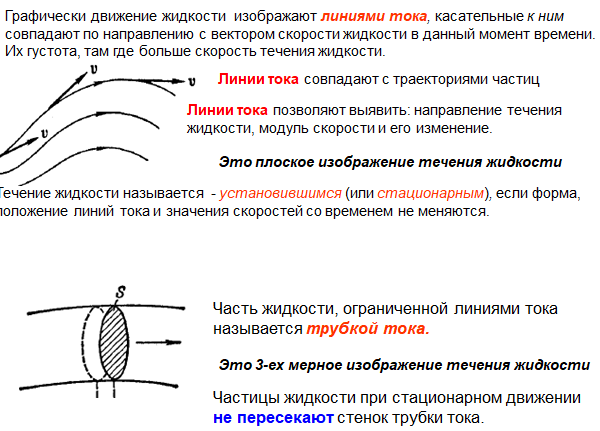 Графически движение жидкости изображают линиями тока, касательные к ним
совпадают по направлению с вектором скорости жидкости в данный момент времени.
Их густота, там где больше скорость течения жидкости.
v
v
Линии тока совпадают с траекториями частиц
Линии тока позволяют выявить: направление течения
жидкости, модуль скорости и его изменение.
v
Это плоское изображение течения жидкости
Течение жидкости называется - установившимся (или стационарным), если форма,
положение линий тока и значения скоростей со временем не меняются.
S
Часть жидкости, ограниченной линиями тока
называется трубкой тока.
Это 3-ех мерное изображение течения жидкости
Частицы жидкости при стационарном движении
не пересекают стенок трубки тока.